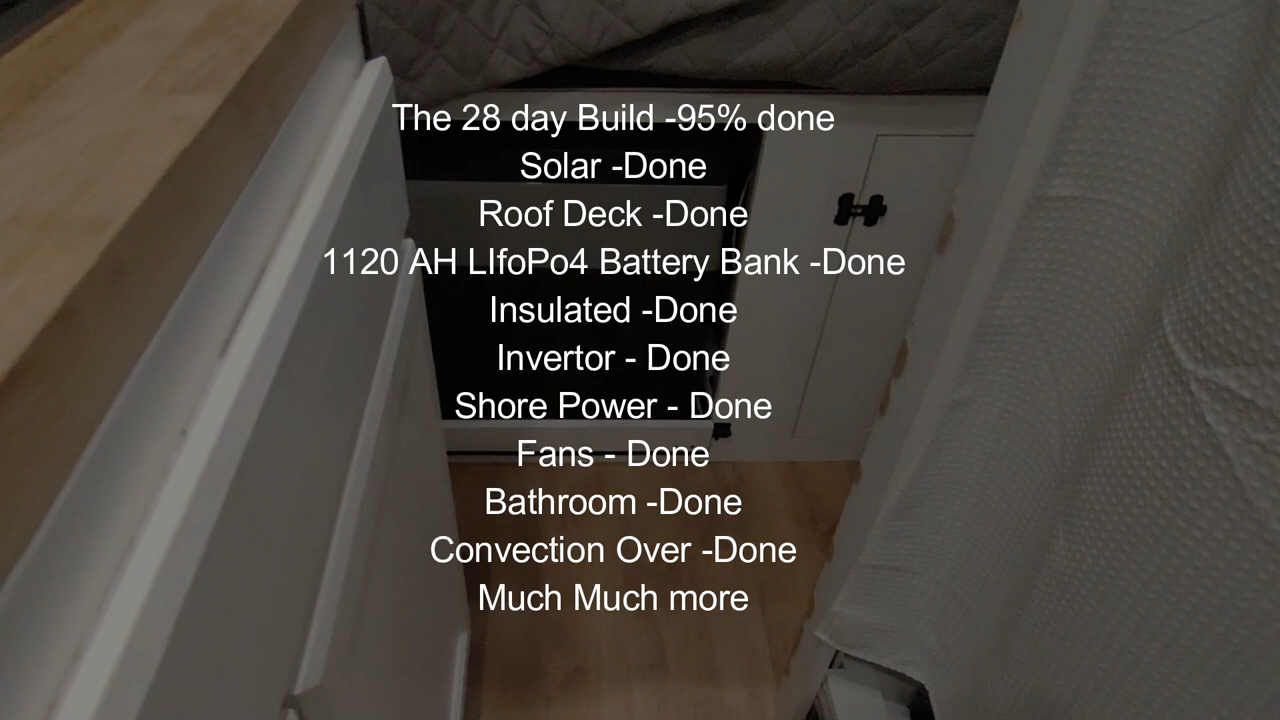 The 28 day Build -95% done
Solar -Done
Roof Deck -Done
1120 AH LIfoPo4 Battery Bank -Done
Insulated -Done
Invertor - Done
Shore Power - Done
Fans - Done
Bathroom -Done
Convection Over -Done
Much Much more